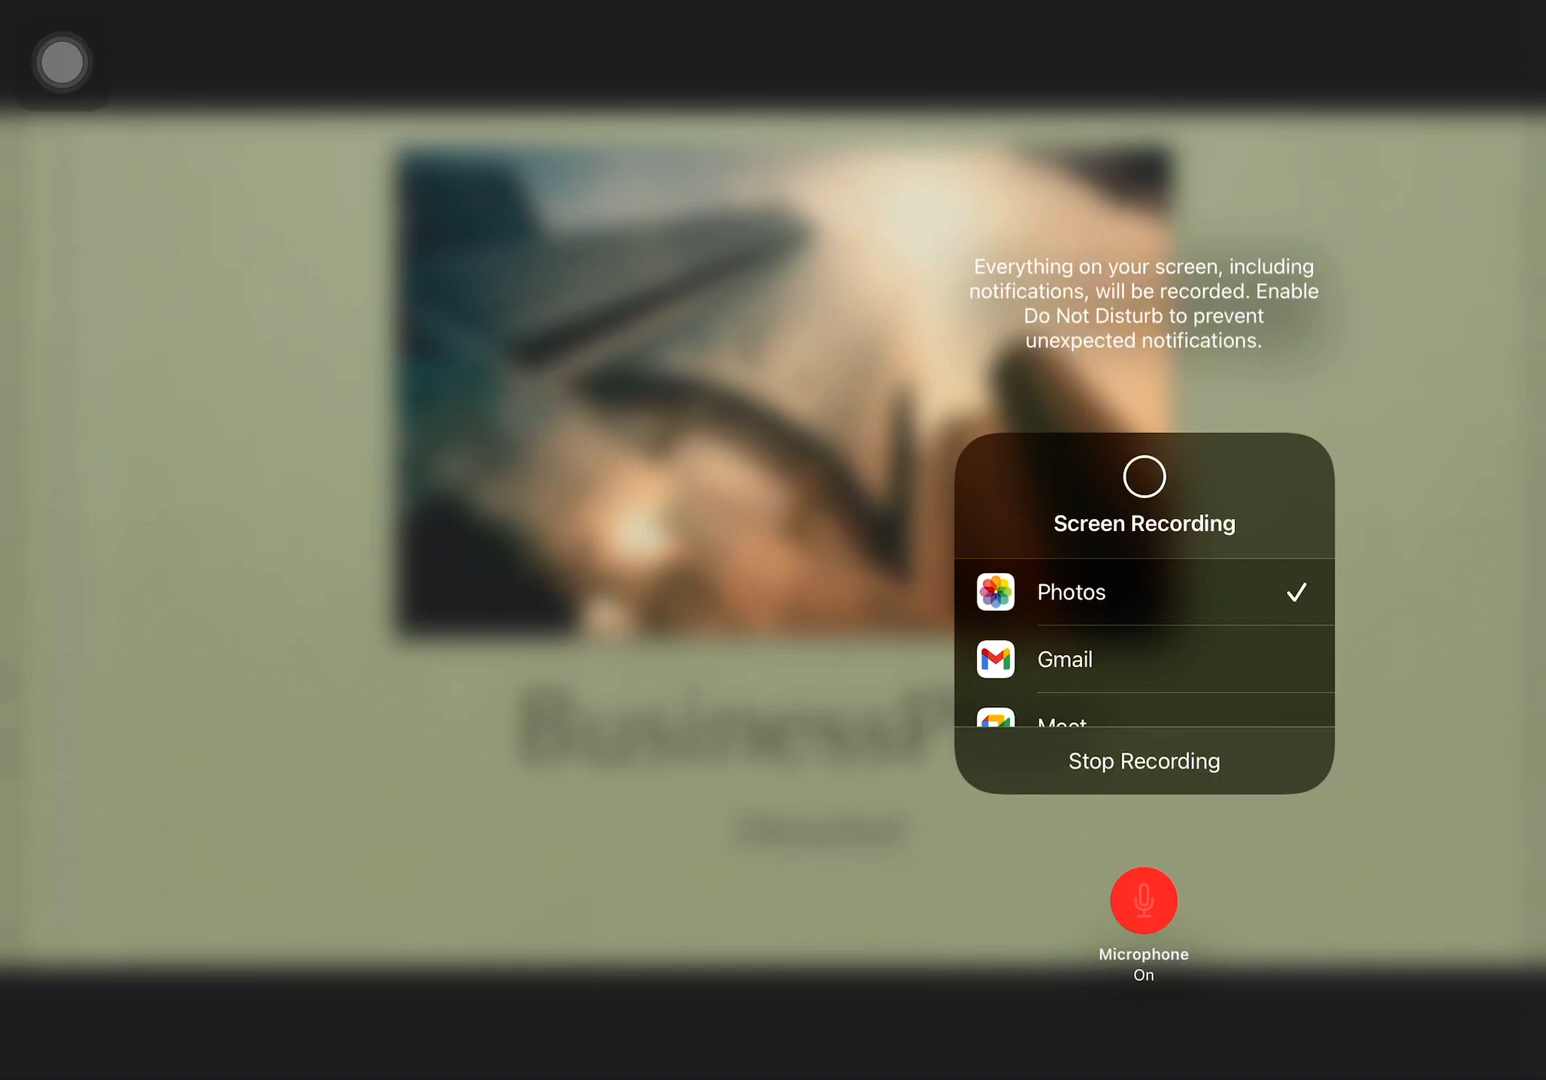 Everything on your screen, including
notifications, will be recorded. Enable
Do Not Disturb to prevent
unexpected notifications.
Screen Recording
Photos
Gmail
Meet
Stop Recording
Microphone
On